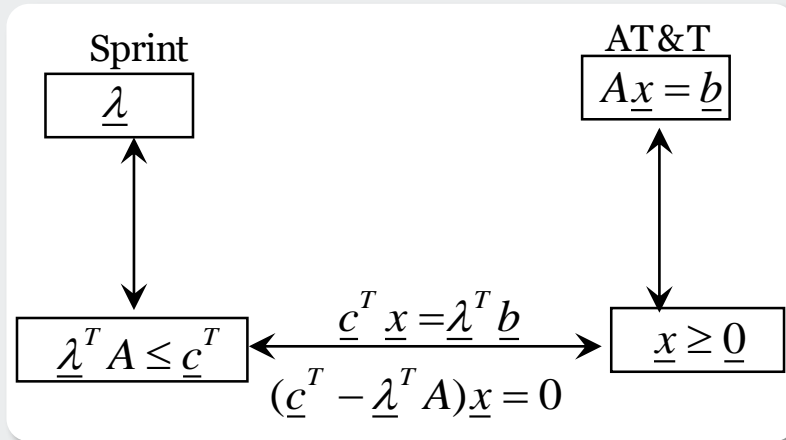 Sprint
AT&T
λ
Ax = b
c^T x = λ^T b
λ^T A ≤ c^T
x ≥ 0
(c^T − λ^T A)x = 0